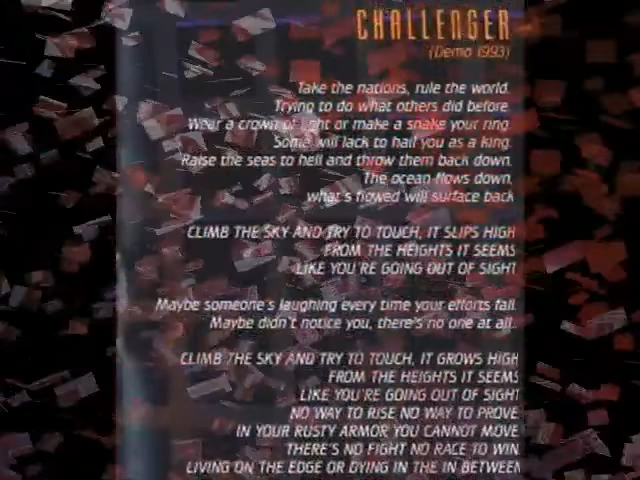 CHALLENGER
(Demo 1993)
Take the nations, rule the world.
Trying to do what others did before.
Wear a crown of light or make a snake your ring.
Some will lack to hail you as a king.
Raise the seas to hell and throw them back down.
The ocean flows down,
what's flowed will surface back
CLIMB THE SKY AND TRY TO TOUCH, IT SLIPS HIGH
FROM THE HEIGHTS IT SEEMS
LIKE YOU'RE GOING OUT OF SIGHT
Maybe someone's laughing every time your efforts fail.
Maybe didn't notice you, there's no one at all.
CLIMB THE SKY AND TRY TO TOUCH, IT GROWS HIGH
FROM THE HEIGHTS IT SEEMS
LIKE YOU'RE GOING OUT OF SIGHT
NO WAY TO RISE NO WAY TO PROVE
IN YOUR RUSTY ARMOR YOU CANNOT MOVE
THERE'S NO FIGHT NO RACE TO WIN
LIVING ON THE EDGE OR DYING IN THE IN BETWEEN